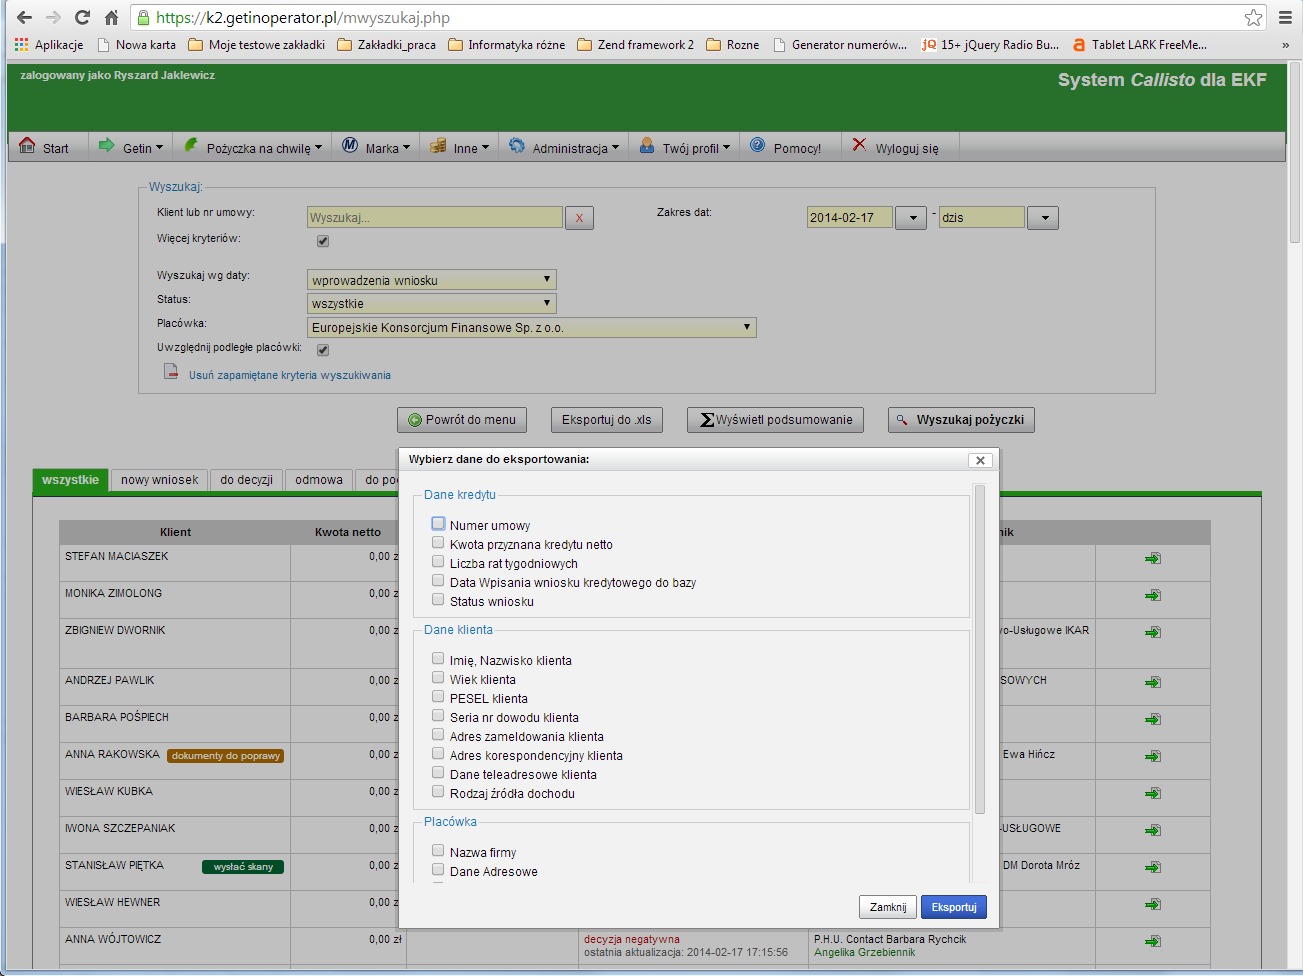 https://k2.getinoperator.pl/mwyszukaj.php
Aplikacje Nowa karta Moje testowe zakładki Zakładki_praca Informatyka różne Zend framework 2 Rozne Generator numerów... jQ 15+ jQuery Radio Bu... a Tablet LARK FreeMe... »
zalogowany jako Ryszard Jaklewicz
System Callisto dla EKF
Start Getin Pożyczka na chwilę Marka Inne Administracja Twój profil Pomocy! Wyloguj się
Wyszukaj:
Klient lub nr umowy: Wyszukaj... X Zakres dat: 2014-02-17 - dzis
Więcej kryteriów:
Wyszukaj wg daty: wprowadzenia wniosku
Status: wszystkie
Placówka: Europejskie Konsorcjum Finansowe Sp. z o.o.
Uwzględnij podległe placówki:
Usuń zapamiętane kryteria wyszukiwania
Powrót do menu Eksportuj do .xls Wyświetl podsumowanie Wyszukaj pożyczki
wszystkie nowy wniosek do decyzji odmowa
Wybierz dane do eksportowania:
Dane kredytu
Numer umowy
Kwota przyznana kredytu netto
Liczba rat tygodniowych
Data Wpisania wniosku kredytowego do bazy
Status wniosku
Dane klienta
Imię, Nazwisko klienta
Wiek klienta
PESEL klienta
Seria nr dowodu klienta
Adres zameldowania klienta
Adres korespondencyjny klienta
Dane teleadresowe klienta
Rodzaj źródła dochodu
Placówka
Nazwa firmy
Dane Adresowe
Zamknij Eksportuj
Klient Kwota netto
STEFAN MACIASZEK 0,00 z
MONIKA ZIMOLONG 0,00 z
ZBIGNIEW DWORNIK 0,00 z vo-Usługowe IKAR
ANDRZEJ PAWLIK 0,00 z SOWYCH
BARBARA POŚPIECH 0,00 z
ANNA RAKOWSKA dokumenty do poprawy 0,00 z Ewa Hińcz
WIESŁAW KUBKA 0,00 z
IWONA SZCZEPANIAK 0,00 z -USŁUGOWE
STANISŁAW PIĘTKA wysłać skany 0,00 z DM Dorota Mróz
WIESŁAW HEWNER 0,00 z
ANNA WÓJTOWICZ 0,00 zł decyzja negatywna P.H.U. Contact Barbara Rychcik
ostatnia aktualizacja: 2014-02-17 17:15:56 Angelika Grzebiennik